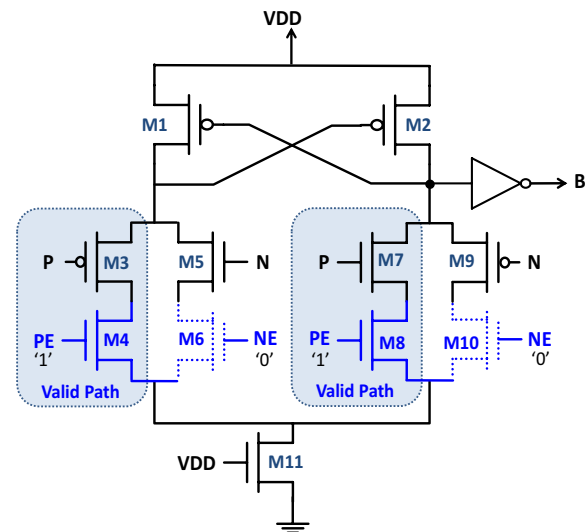 VDD
M1
M2
B
P
M3
M5
N
P
M7
M9
N
PE
'1'
M4
M6
NE
'0'
PE
'1'
M8
M10
NE
'0'
Valid Path
Valid Path
VDD
M11